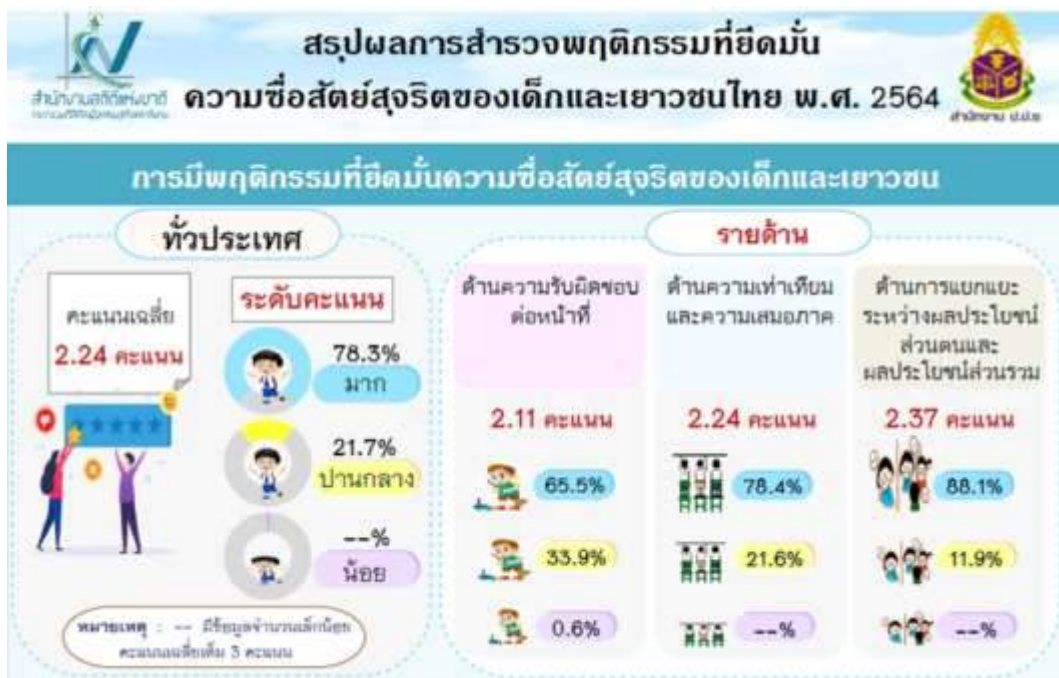 สรุปผลการสำรวจพฤติกรรมที่ยึดมั่น
ความซื่อสัตย์สุจริตของเด็กและเยาวชนไทย พ.ศ. 2564
สำนักงานสถิติแห่งชาติ
สำนักงาน ป.ป.ช
การมีพฤติกรรมที่ยึดมั่นความซื่อสัตย์สุจริตของเด็กและเยาวชน
ทั่วประเทศ
คะแนนเฉลี่ย
2.24 คะแนน
ระดับคะแนน
78.3%
มาก
21.7%
ปานกลาง
--%
น้อย
หมายเหตุ : -- มีข้อมูลจำนวนเล็กน้อย
คะแนนเฉลี่ยเต็ม 3 คะแนน
รายด้าน
ด้านความรับผิดชอบ
ต่อหน้าที่
2.11 คะแนน
65.5%
33.9%
0.6%
ด้านความเท่าเทียม
และความเสมอภาค
2.24 คะแนน
78.4%
21.6%
--%
ด้านการแยกแยะ
ระหว่างผลประโยชน์
ส่วนตนและ
ผลประโยชน์ส่วนรวม
2.37 คะแนน
88.1%
11.9%
--%